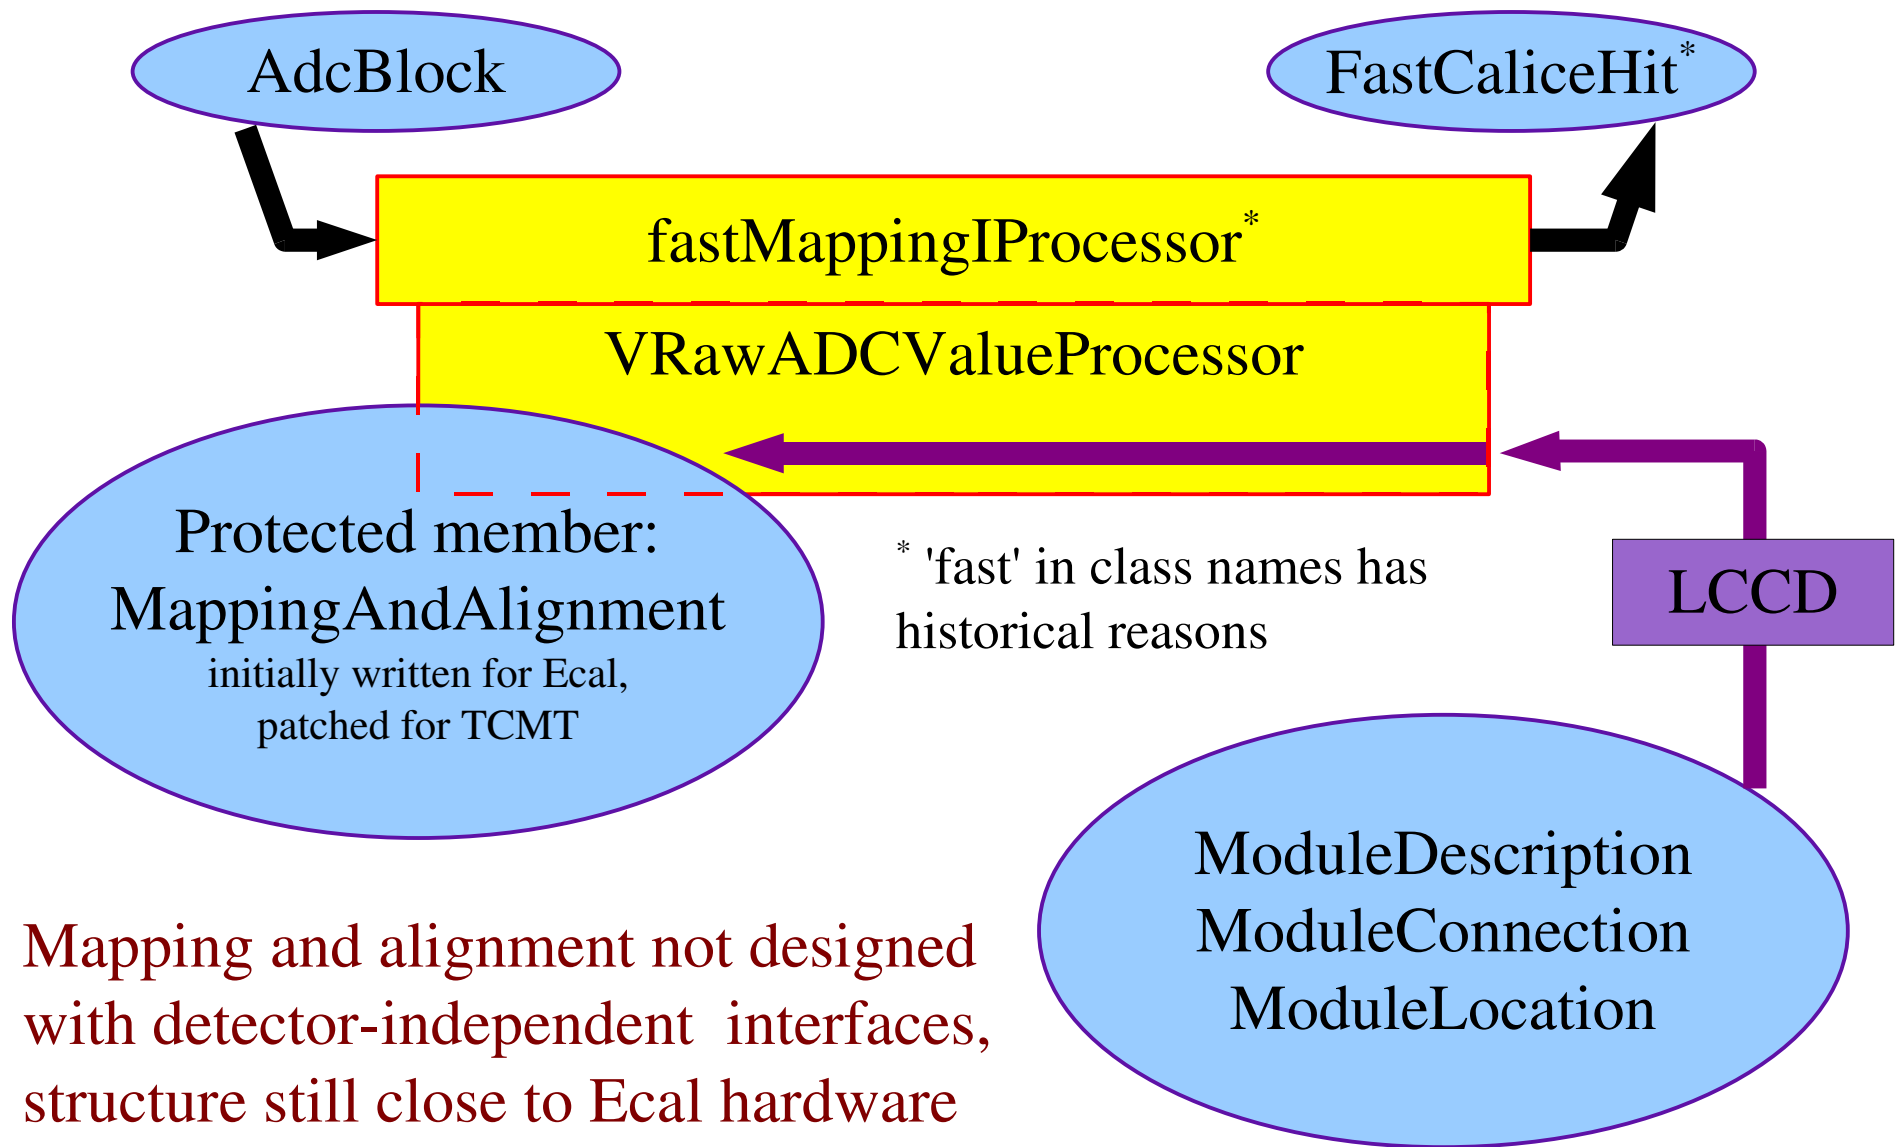 AdcBlock
FastCaliceHit*
fastMappingIProcessor*
VRawADCValueProcessor
Protected member:
MappingAndAlignment
initially written for Ecal,
patched for TCMT
* 'fast' in class names has
historical reasons
LCCD
ModuleDescription
ModuleConnection
ModuleLocation
Mapping and alignment not designed
with detector-independent  interfaces,
structure still close to Ecal hardware